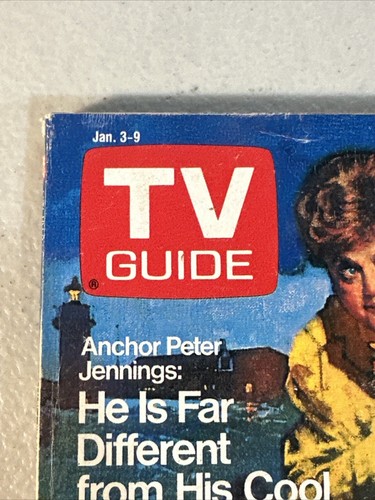 Jan. 3-9
TV
GUIDE
®
Anchor Peter
Jennings:
He Is Far
Different
from His Cool